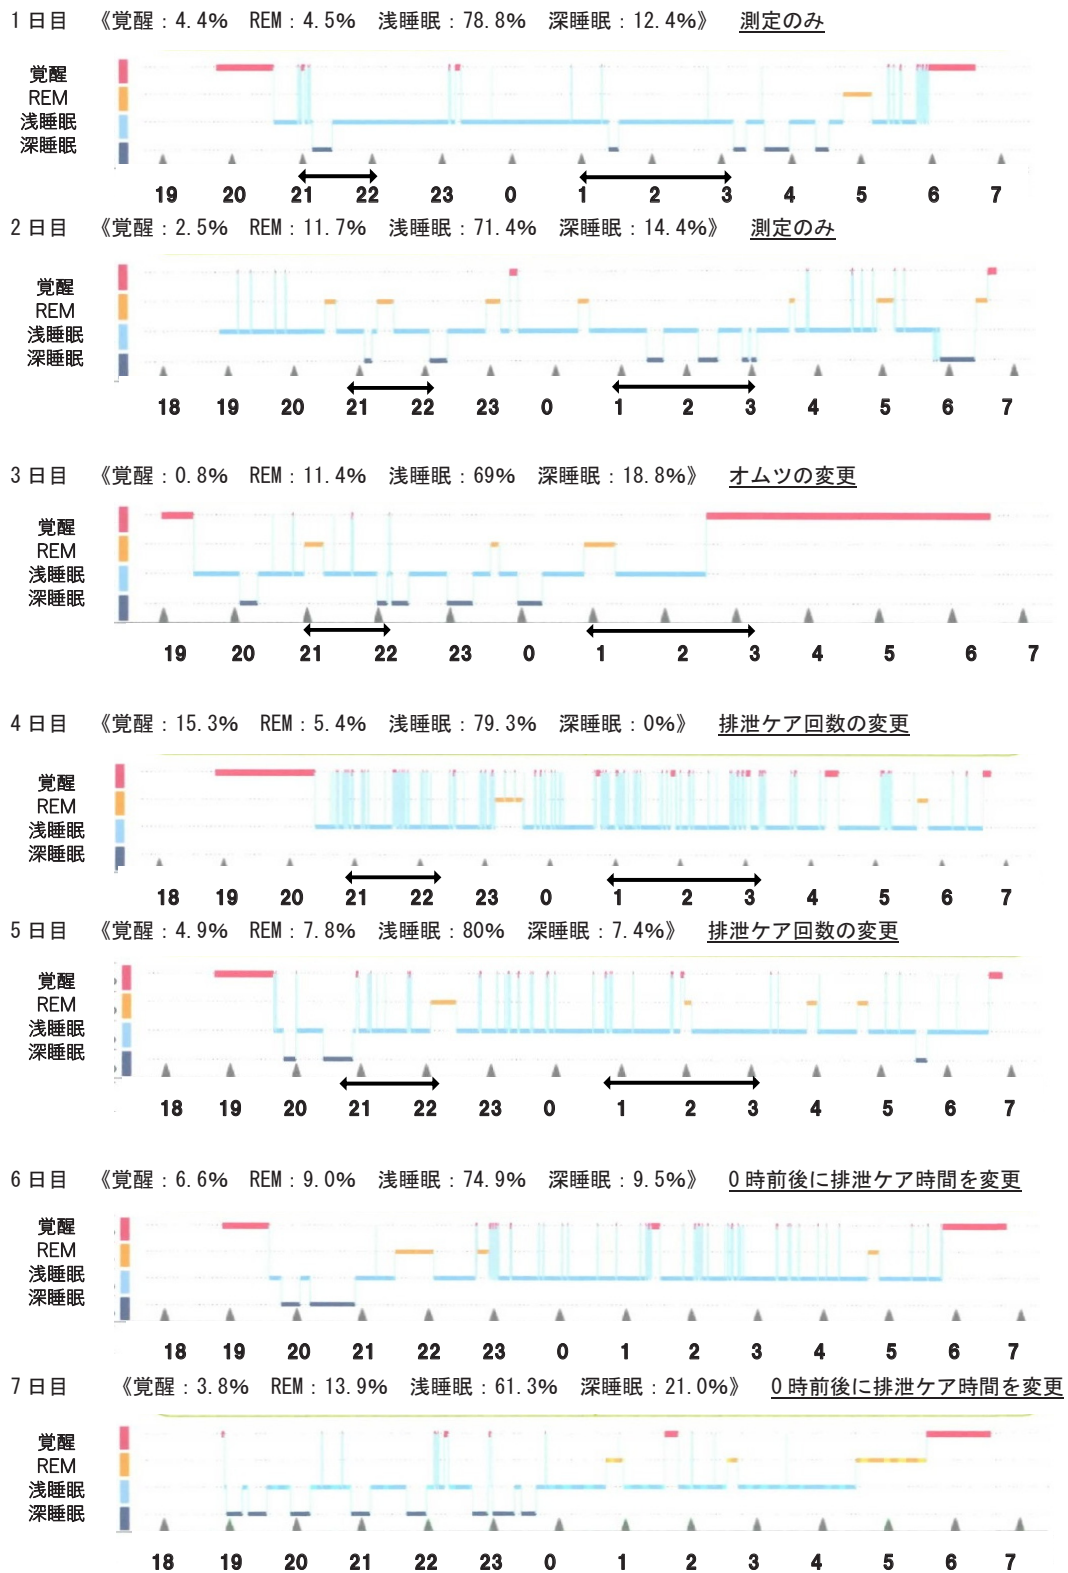 1日目 《覚醒：4.4% REM：4.5% 浅睡眠：78.8% 深睡眠：12.4%》 測定のみ
覚醒
REM
浅睡眠
深睡眠
19 20 21 22 23 0 1 2 3 4 5 6 7
2日目 《覚醒：2.5% REM：11.7% 浅睡眠：71.4% 深睡眠：14.4%》 測定のみ
覚醒
REM
浅睡眠
深睡眠
18 19 20 21 22 23 0 1 2 3 4 5 6 7
3日目 《覚醒：0.8% REM：11.4% 浅睡眠：69% 深睡眠：18.8%》 オムツの変更
覚醒
REM
浅睡眠
深睡眠
19 20 21 22 23 0 1 2 3 4 5 6 7
4日目 《覚醒：15.3% REM：5.4% 浅睡眠：79.3% 深睡眠：0%》 排泄ケア回数の変更
覚醒
REM
浅睡眠
深睡眠
18 19 20 21 22 23 0 1 2 3 4 5 6 7
5日目 《覚醒：4.9% REM：7.8% 浅睡眠：80% 深睡眠：7.4%》 排泄ケア回数の変更
覚醒
REM
浅睡眠
深睡眠
18 19 20 21 22 23 0 1 2 3 4 5 6 7
6日目 《覚醒：6.6% REM：9.0% 浅睡眠：74.9% 深睡眠：9.5%》 0時前後に排泄ケア時間を変更
覚醒
REM
浅睡眠
深睡眠
18 19 20 21 22 23 0 1 2 3 4 5 6 7
7日目 《覚醒：3.8% REM：13.9% 浅睡眠：61.3% 深睡眠：21.0%》 0時前後に排泄ケア時間を変更
覚醒
REM
浅睡眠
深睡眠
18 19 20 21 22 23 0 1 2 3 4 5 6 7